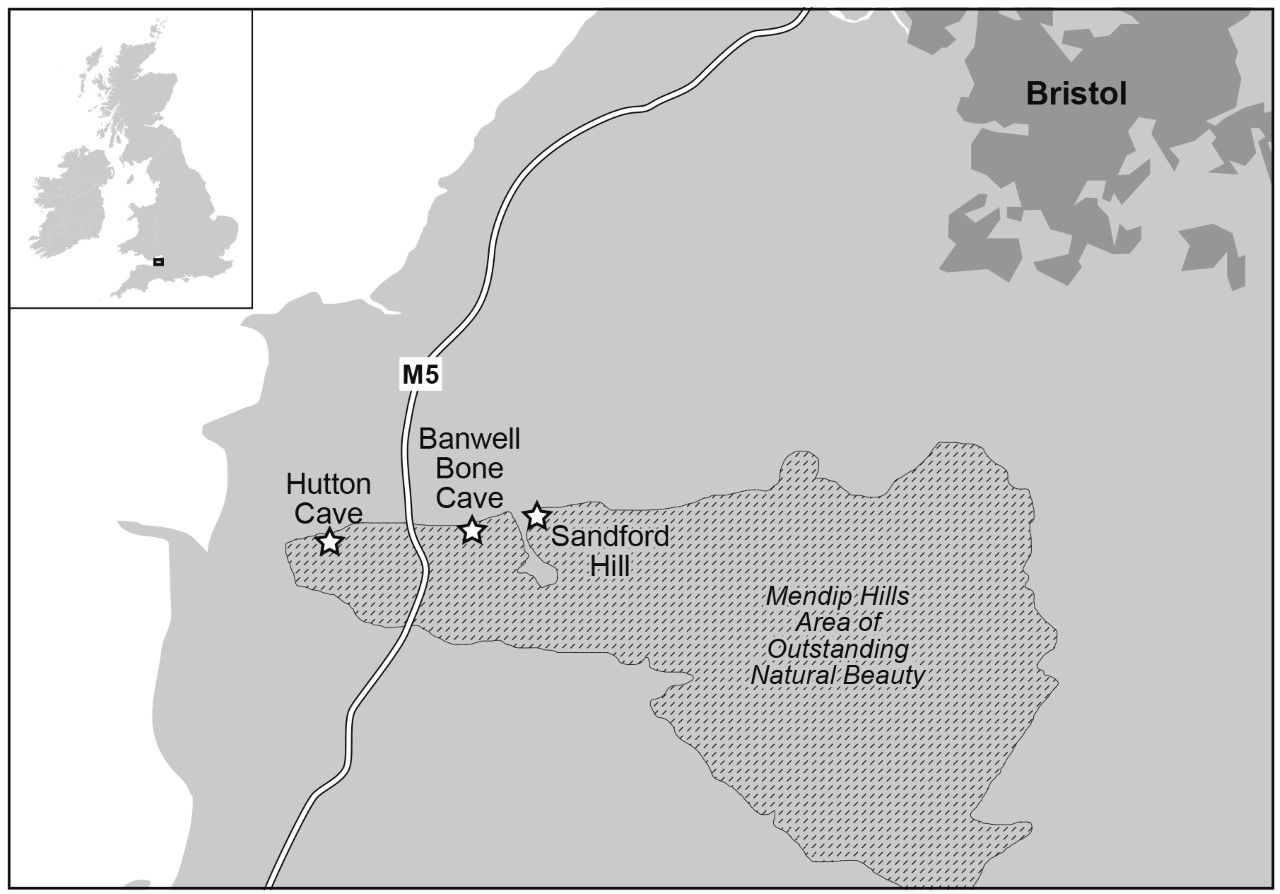 Bristol
M5
Banwell
Bone
Cave
Hutton
Cave
Sandford
Hill
Mendip Hills
Area of
Outstanding
Natural Beauty